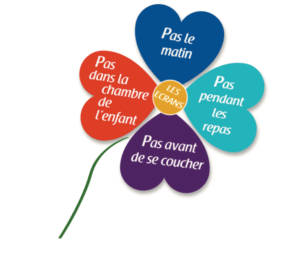 Pas le
matin
Pas
dans la
chambre
de
l'enfant
LES
ECRANS
Pas
pendant
les
repas
Pas avant
de se coucher